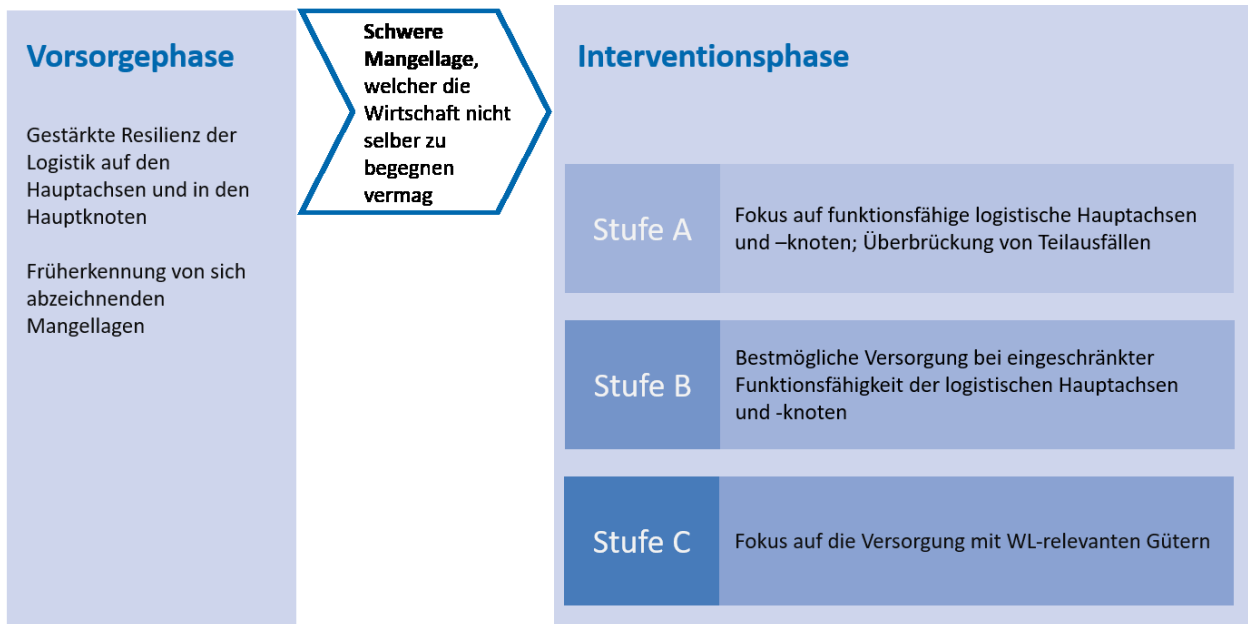 Vorsorgephase
Gestärkte Resilienz der
Logistik auf den
Hauptachsen und in den
Hauptknoten
Früherkennung von sich
abzeichnenden
Mangellagen
Schwere
Mangellage,
welcher die
Wirtschaft nicht
selber zu
begegnen
vermag
Interventionsphase
Stufe A
Fokus auf funktionsfähige logistische Hauptachsen
und –knoten; Überbrückung von Teilausfällen
Stufe B
Bestmögliche Versorgung bei eingeschränkter
Funktionsfähigkeit der logistischen Hauptachsen
und -knoten
Stufe C
Fokus auf die Versorgung mit WL-relevanten Gütern